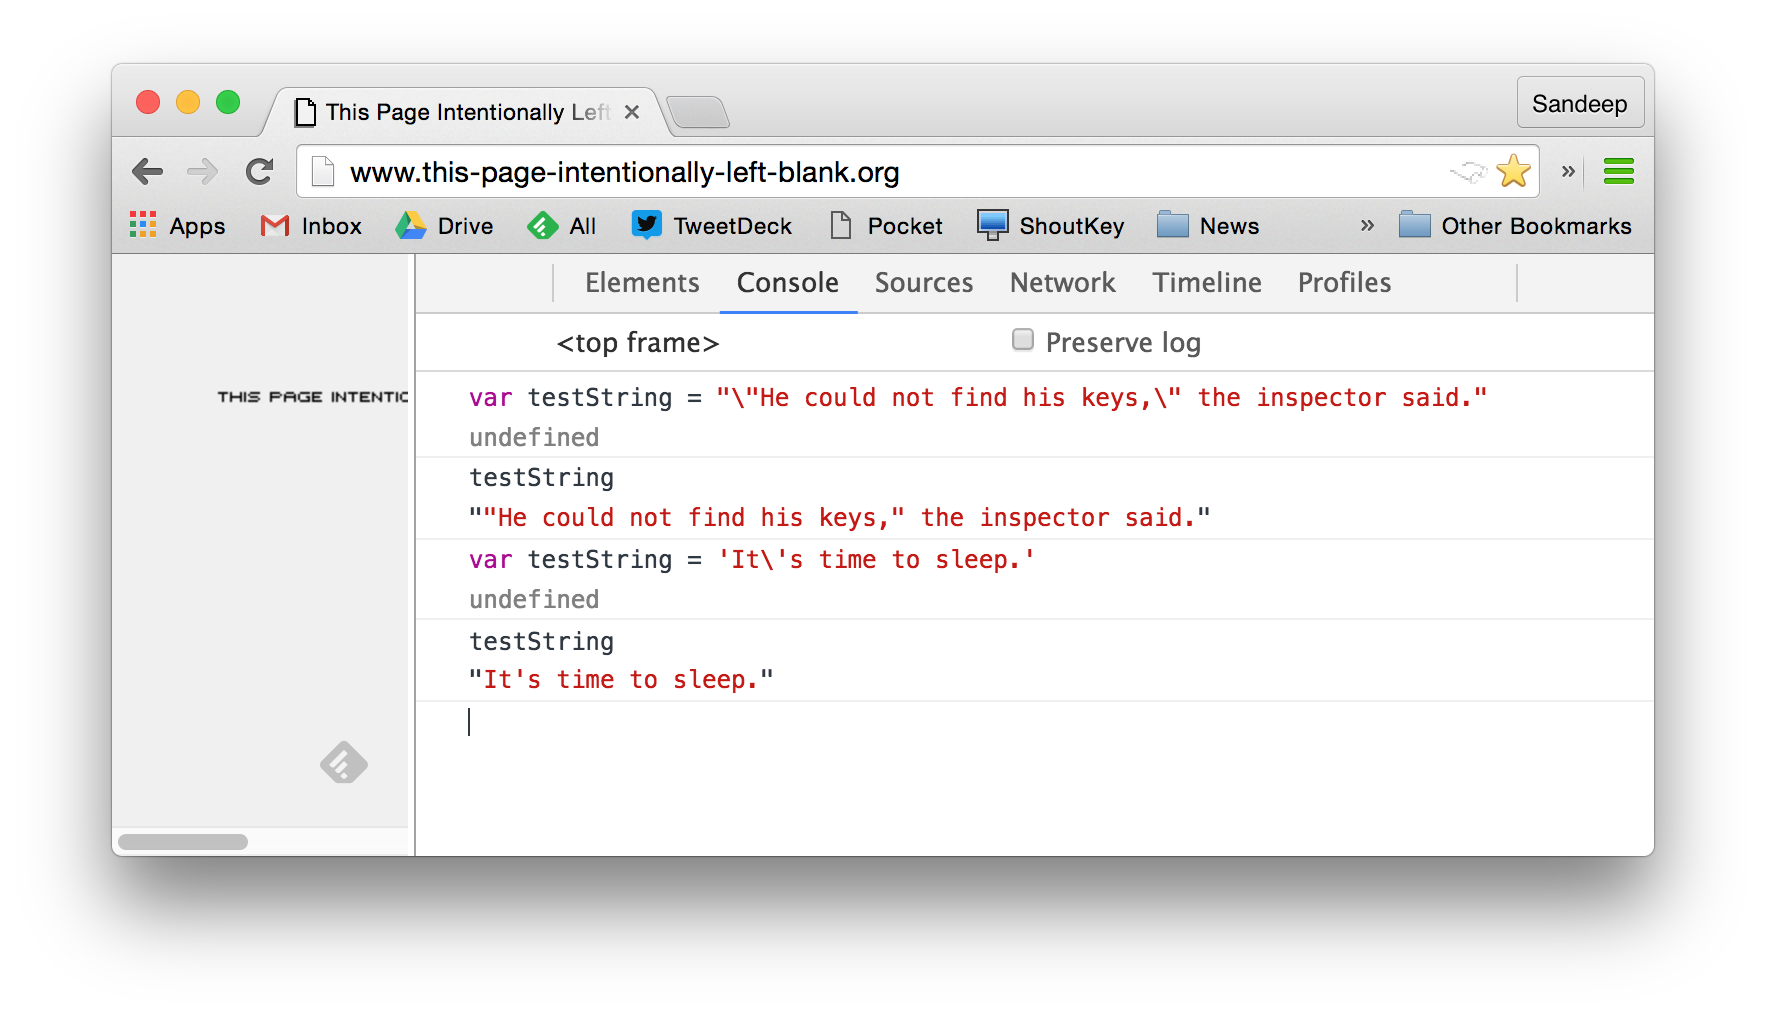 This Page Intentionally Left
Sandeep
www.this-page-intentionally-left-blank.org
»
Apps Inbox Drive All TweetDeck Pocket ShoutKey News » Other Bookmarks
Elements Console Sources Network Timeline Profiles
<top frame> Preserve log
THIS PAGE INTENTIO
var testString = "\"He could not find his keys,\" the inspector said."
undefined
testString
""He could not find his keys," the inspector said."
var testString = 'It\'s time to sleep.'
undefined
testString
"It's time to sleep."